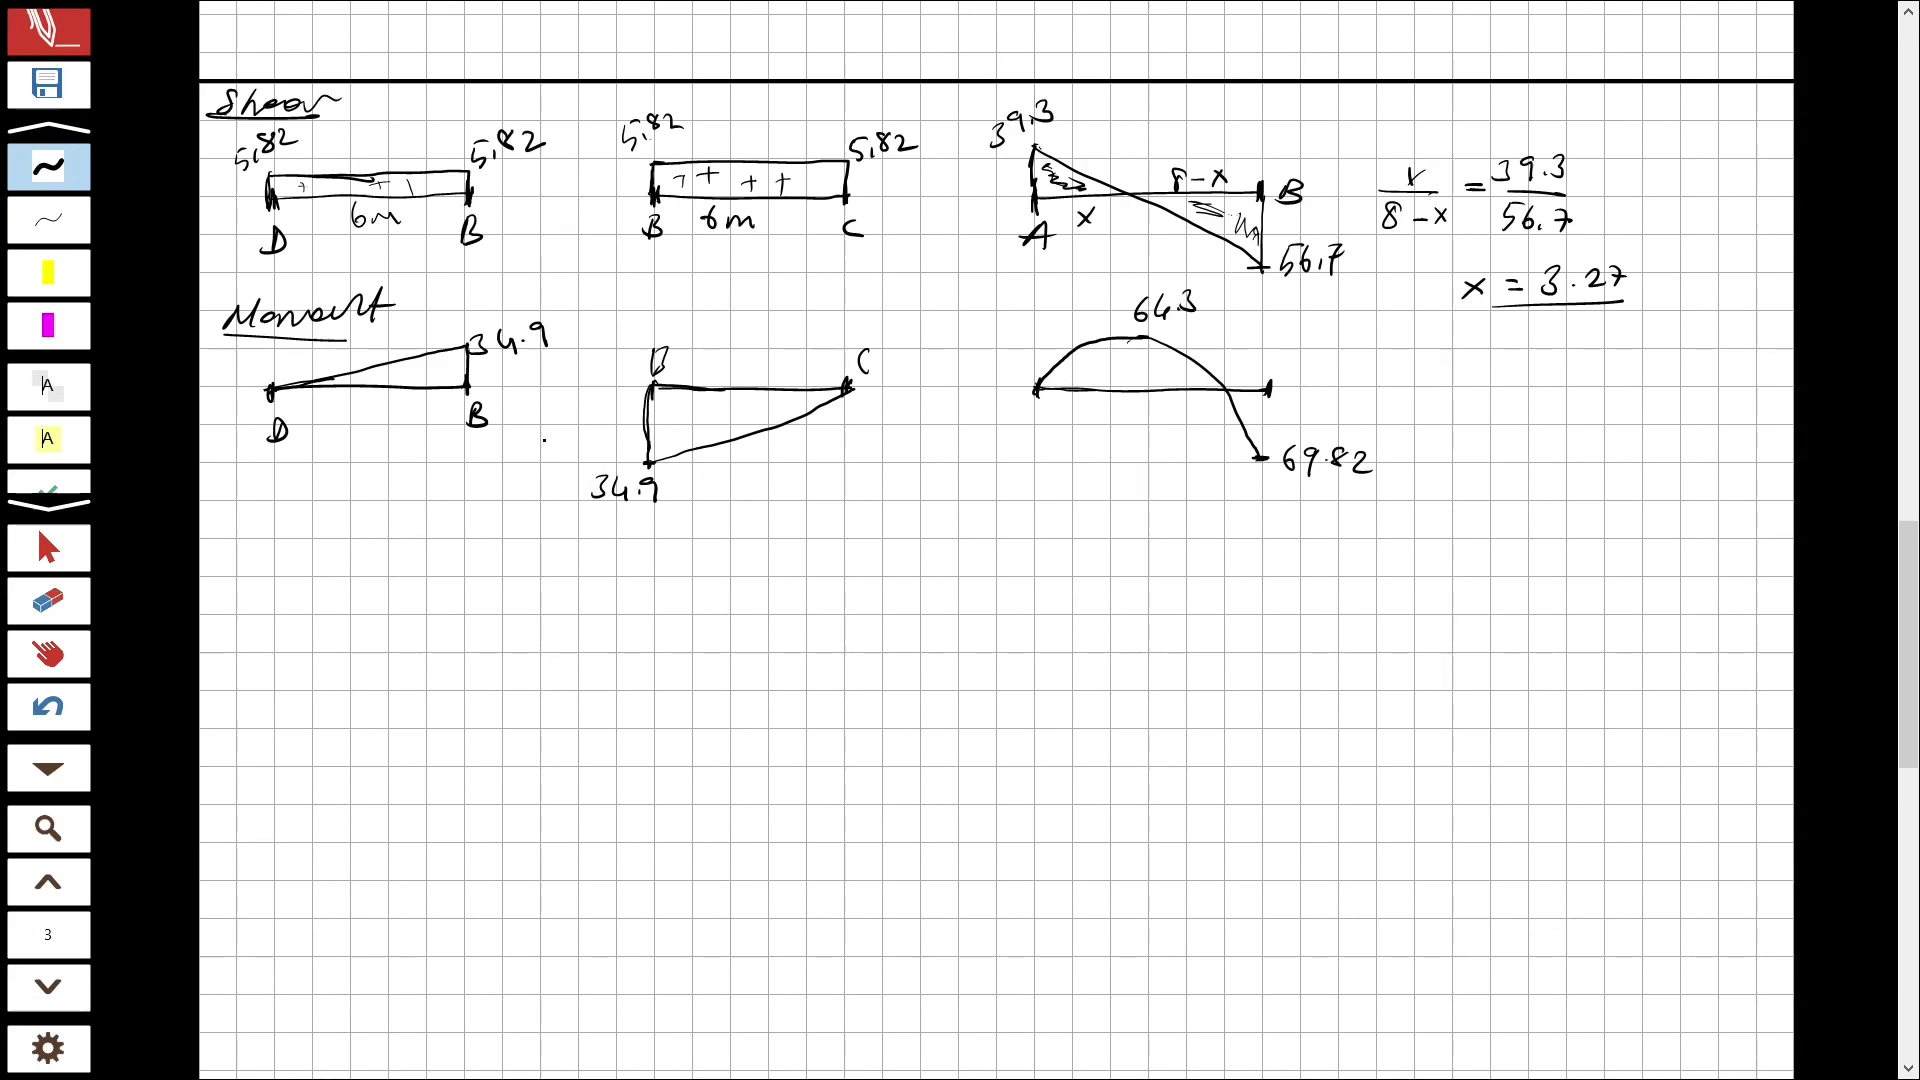 Shear
5,82 5,82
6m
D B
5,82 5,82
6m
B C
39.3
8-x B
A x
56,7
x/8-x = 39.3/56.7
x = 3.27
Moment
34.9
D B
B C
34.9
64.3
69.82
A
A
3